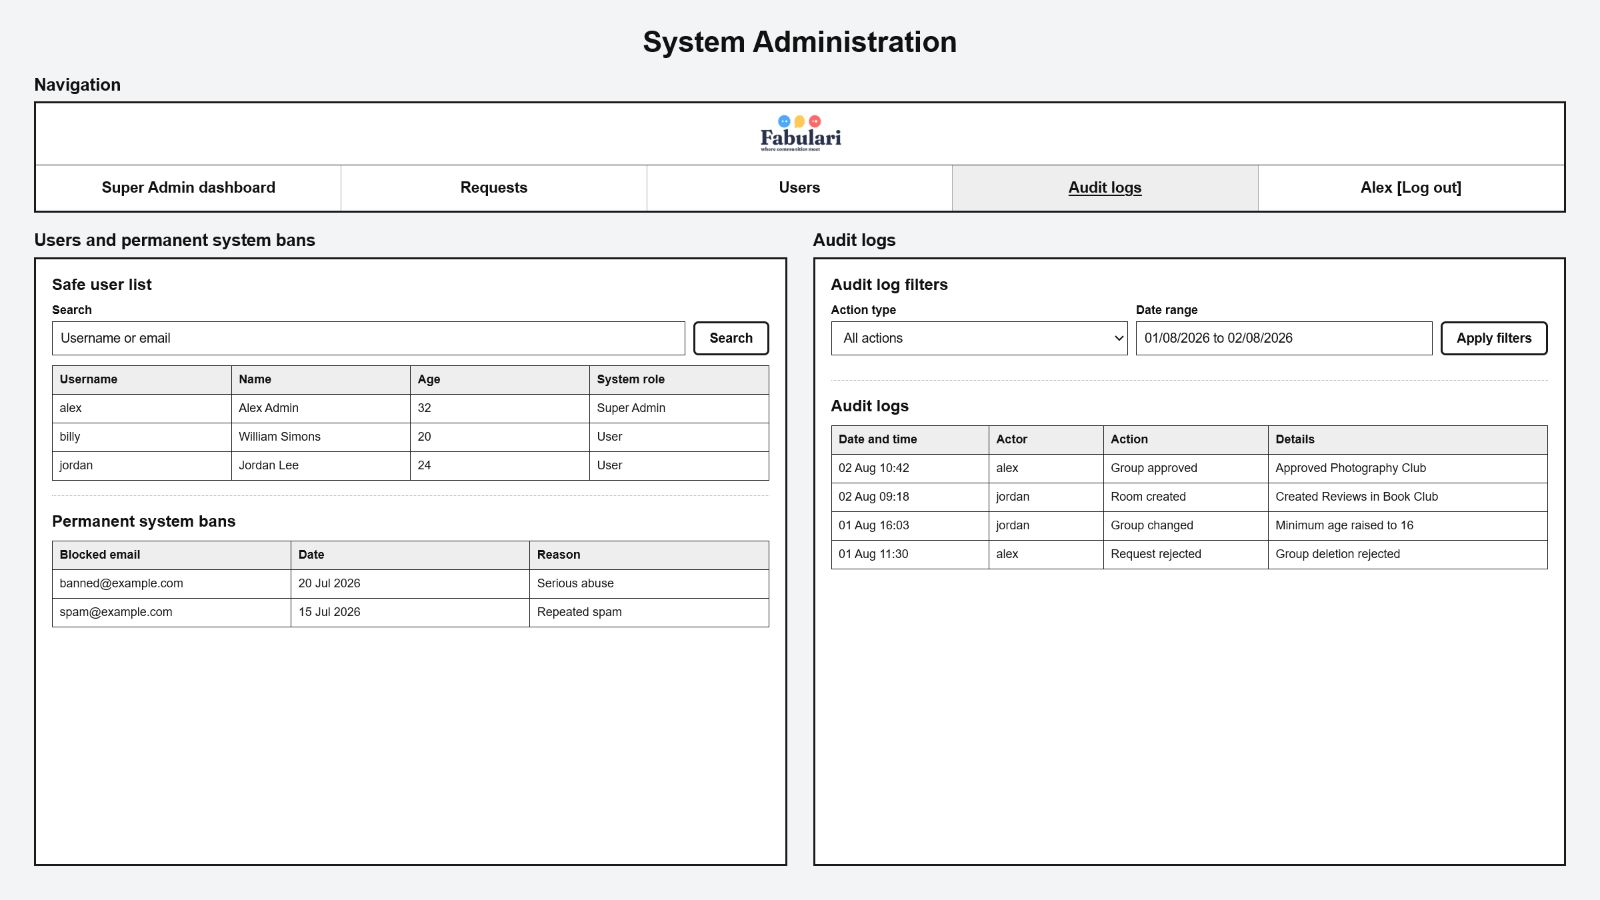 System Administration
Navigation
Fabulari
where communities meet
Super Admin dashboard
Requests
Users
Audit logs
Alex [Log out]
Users and permanent system bans
Safe user list
Search
Username or email
Search
Username Name Age System role
alex Alex Admin 32 Super Admin
billy William Simons 20 User
jordan Jordan Lee 24 User
Permanent system bans
Blocked email Date Reason
banned@example.com 20 Jul 2026 Serious abuse
spam@example.com 15 Jul 2026 Repeated spam
Audit logs
Audit log filters
Action type
All actions
Date range
01/08/2026 to 02/08/2026
Apply filters
Audit logs
Date and time Actor Action Details
02 Aug 10:42 alex Group approved Approved Photography Club
02 Aug 09:18 jordan Room created Created Reviews in Book Club
01 Aug 16:03 jordan Group changed Minimum age raised to 16
01 Aug 11:30 alex Request rejected Group deletion rejected